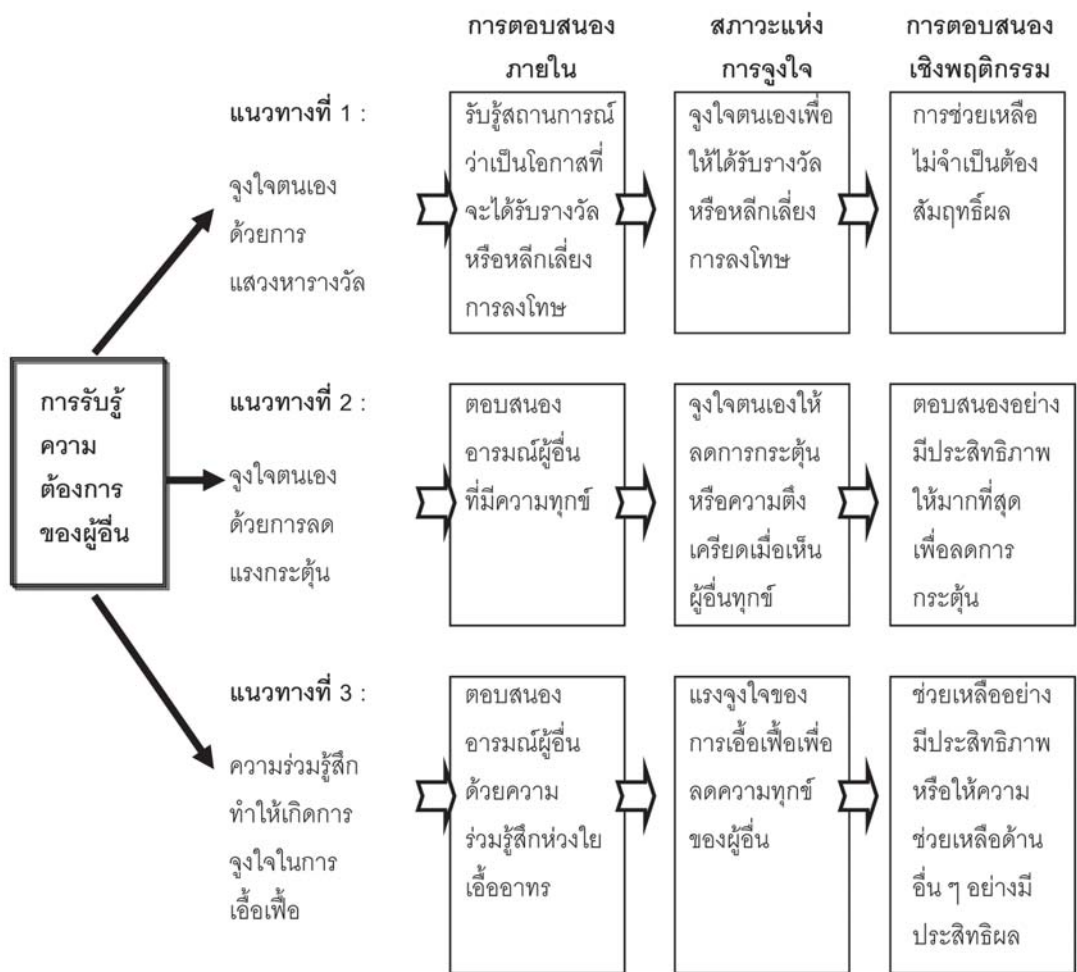 การตอบสนอง
ภายใน
สภาวะแห่ง
การจูงใจ
การตอบสนอง
เชิงพฤติกรรม
การรับรู้
ความ
ต้องการ
ของผู้อื่น
แนวทางที่ 1 :
จูงใจตนเอง
ด้วยการ
แสวงหารางวัล
รับรู้สถานการณ์
ว่าเป็นโอกาสที่
จะได้รับรางวัล
หรือหลีกเลี่ยง
การลงโทษ
จูงใจตนเองเพื่อ
ให้ได้รับรางวัล
หรือหลีกเลี่ยง
การลงโทษ
การช่วยเหลือ
ไม่จำเป็นต้อง
สัมฤทธิ์ผล
แนวทางที่ 2 :
จูงใจตนเอง
ด้วยการลด
แรงกระตุ้น
ตอบสนอง
อารมณ์ผู้อื่น
ที่มีความทุกข์
จูงใจตนเองให้
ลดการกระตุ้น
หรือความตึง
เครียดเมื่อเห็น
ผู้อื่นทุกข์
ตอบสนองอย่าง
มีประสิทธิภาพ
ให้มากที่สุด
เพื่อลดการ
กระตุ้น
แนวทางที่ 3 :
ความร่วมรู้สึก
ทำให้เกิดการ
จูงใจในการ
เอื้อเฟื้อ
ตอบสนอง
อารมณ์ผู้อื่น
ด้วยความ
ร่วมรู้สึกห่วงใย
เอื้ออาทร
แรงจูงใจของ
การเอื้อเฟื้อเพื่อ
ลดความทุกข์
ของผู้อื่น
ช่วยเหลืออย่าง
มีประสิทธิภาพ
หรือให้ความ
ช่วยเหลือด้าน
อื่น ๆ อย่างมี
ประสิทธิผล